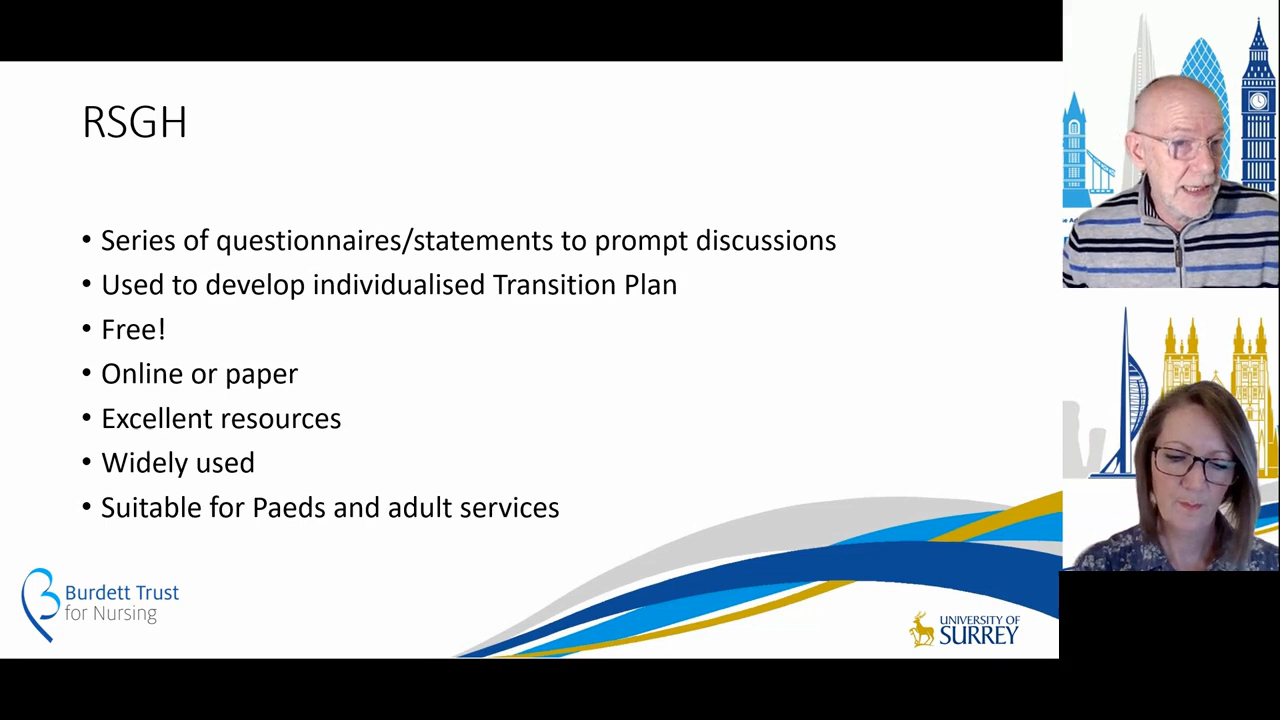 RSGH
• Series of questionnaires/statements to prompt discussions
• Used to develop individualised Transition Plan
• Free!
• Online or paper
• Excellent resources
• Widely used
• Suitable for Paeds and adult services
Burdett Trust
for Nursing
UNIVERSITY OF
SURREY